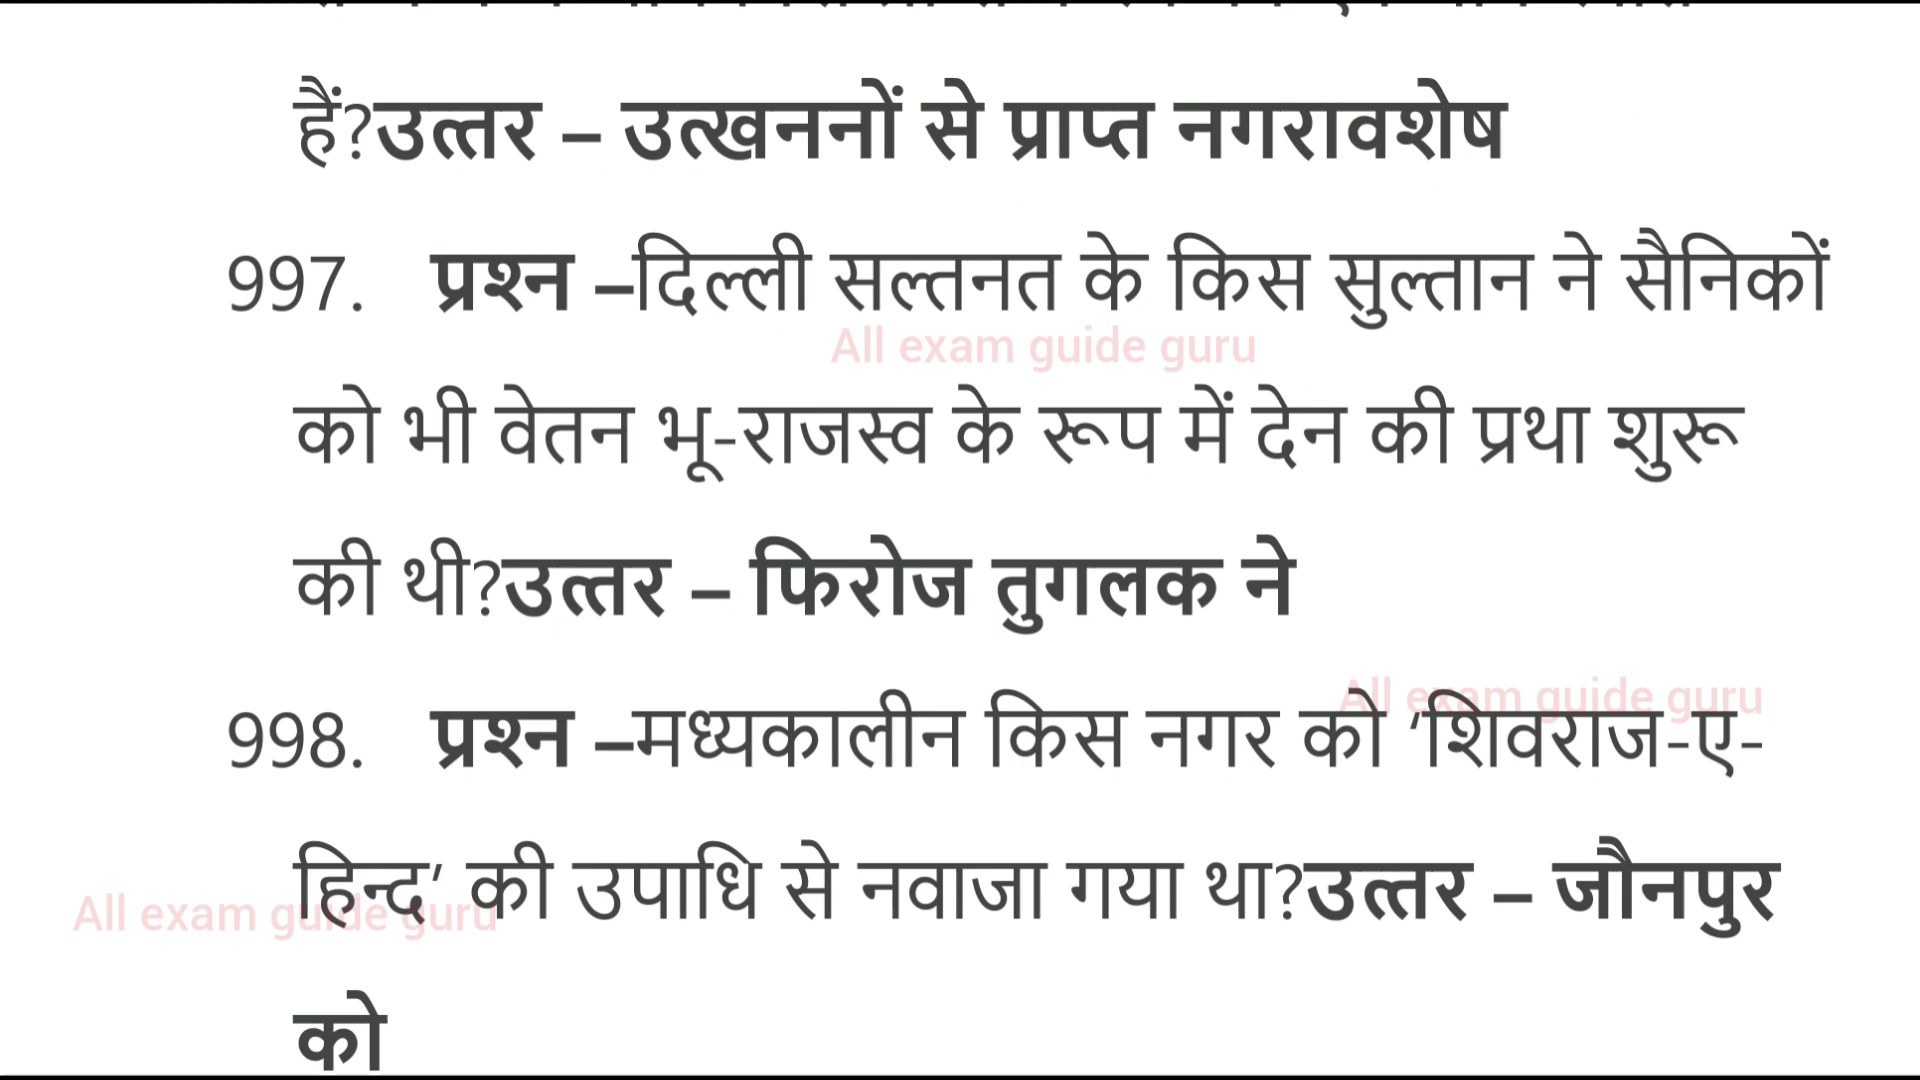 हैं?उत्तर – उत्खननों से प्राप्त नगरावशेष
997. प्रश्न –दिल्ली सल्तनत के किस सुल्तान ने सैनिकों
All exam guide guru
को भी वेतन भू-राजस्व के रूप में देन की प्रथा शुरू
की थी?उत्तर – फिरोज तुगलक ने
All exam guide guru
998. प्रश्न –मध्यकालीन किस नगर को ‘शिवराज-ए-
हिन्द’ की उपाधि से नवाजा गया था?उत्तर – जौनपुर
All exam guide guru
को